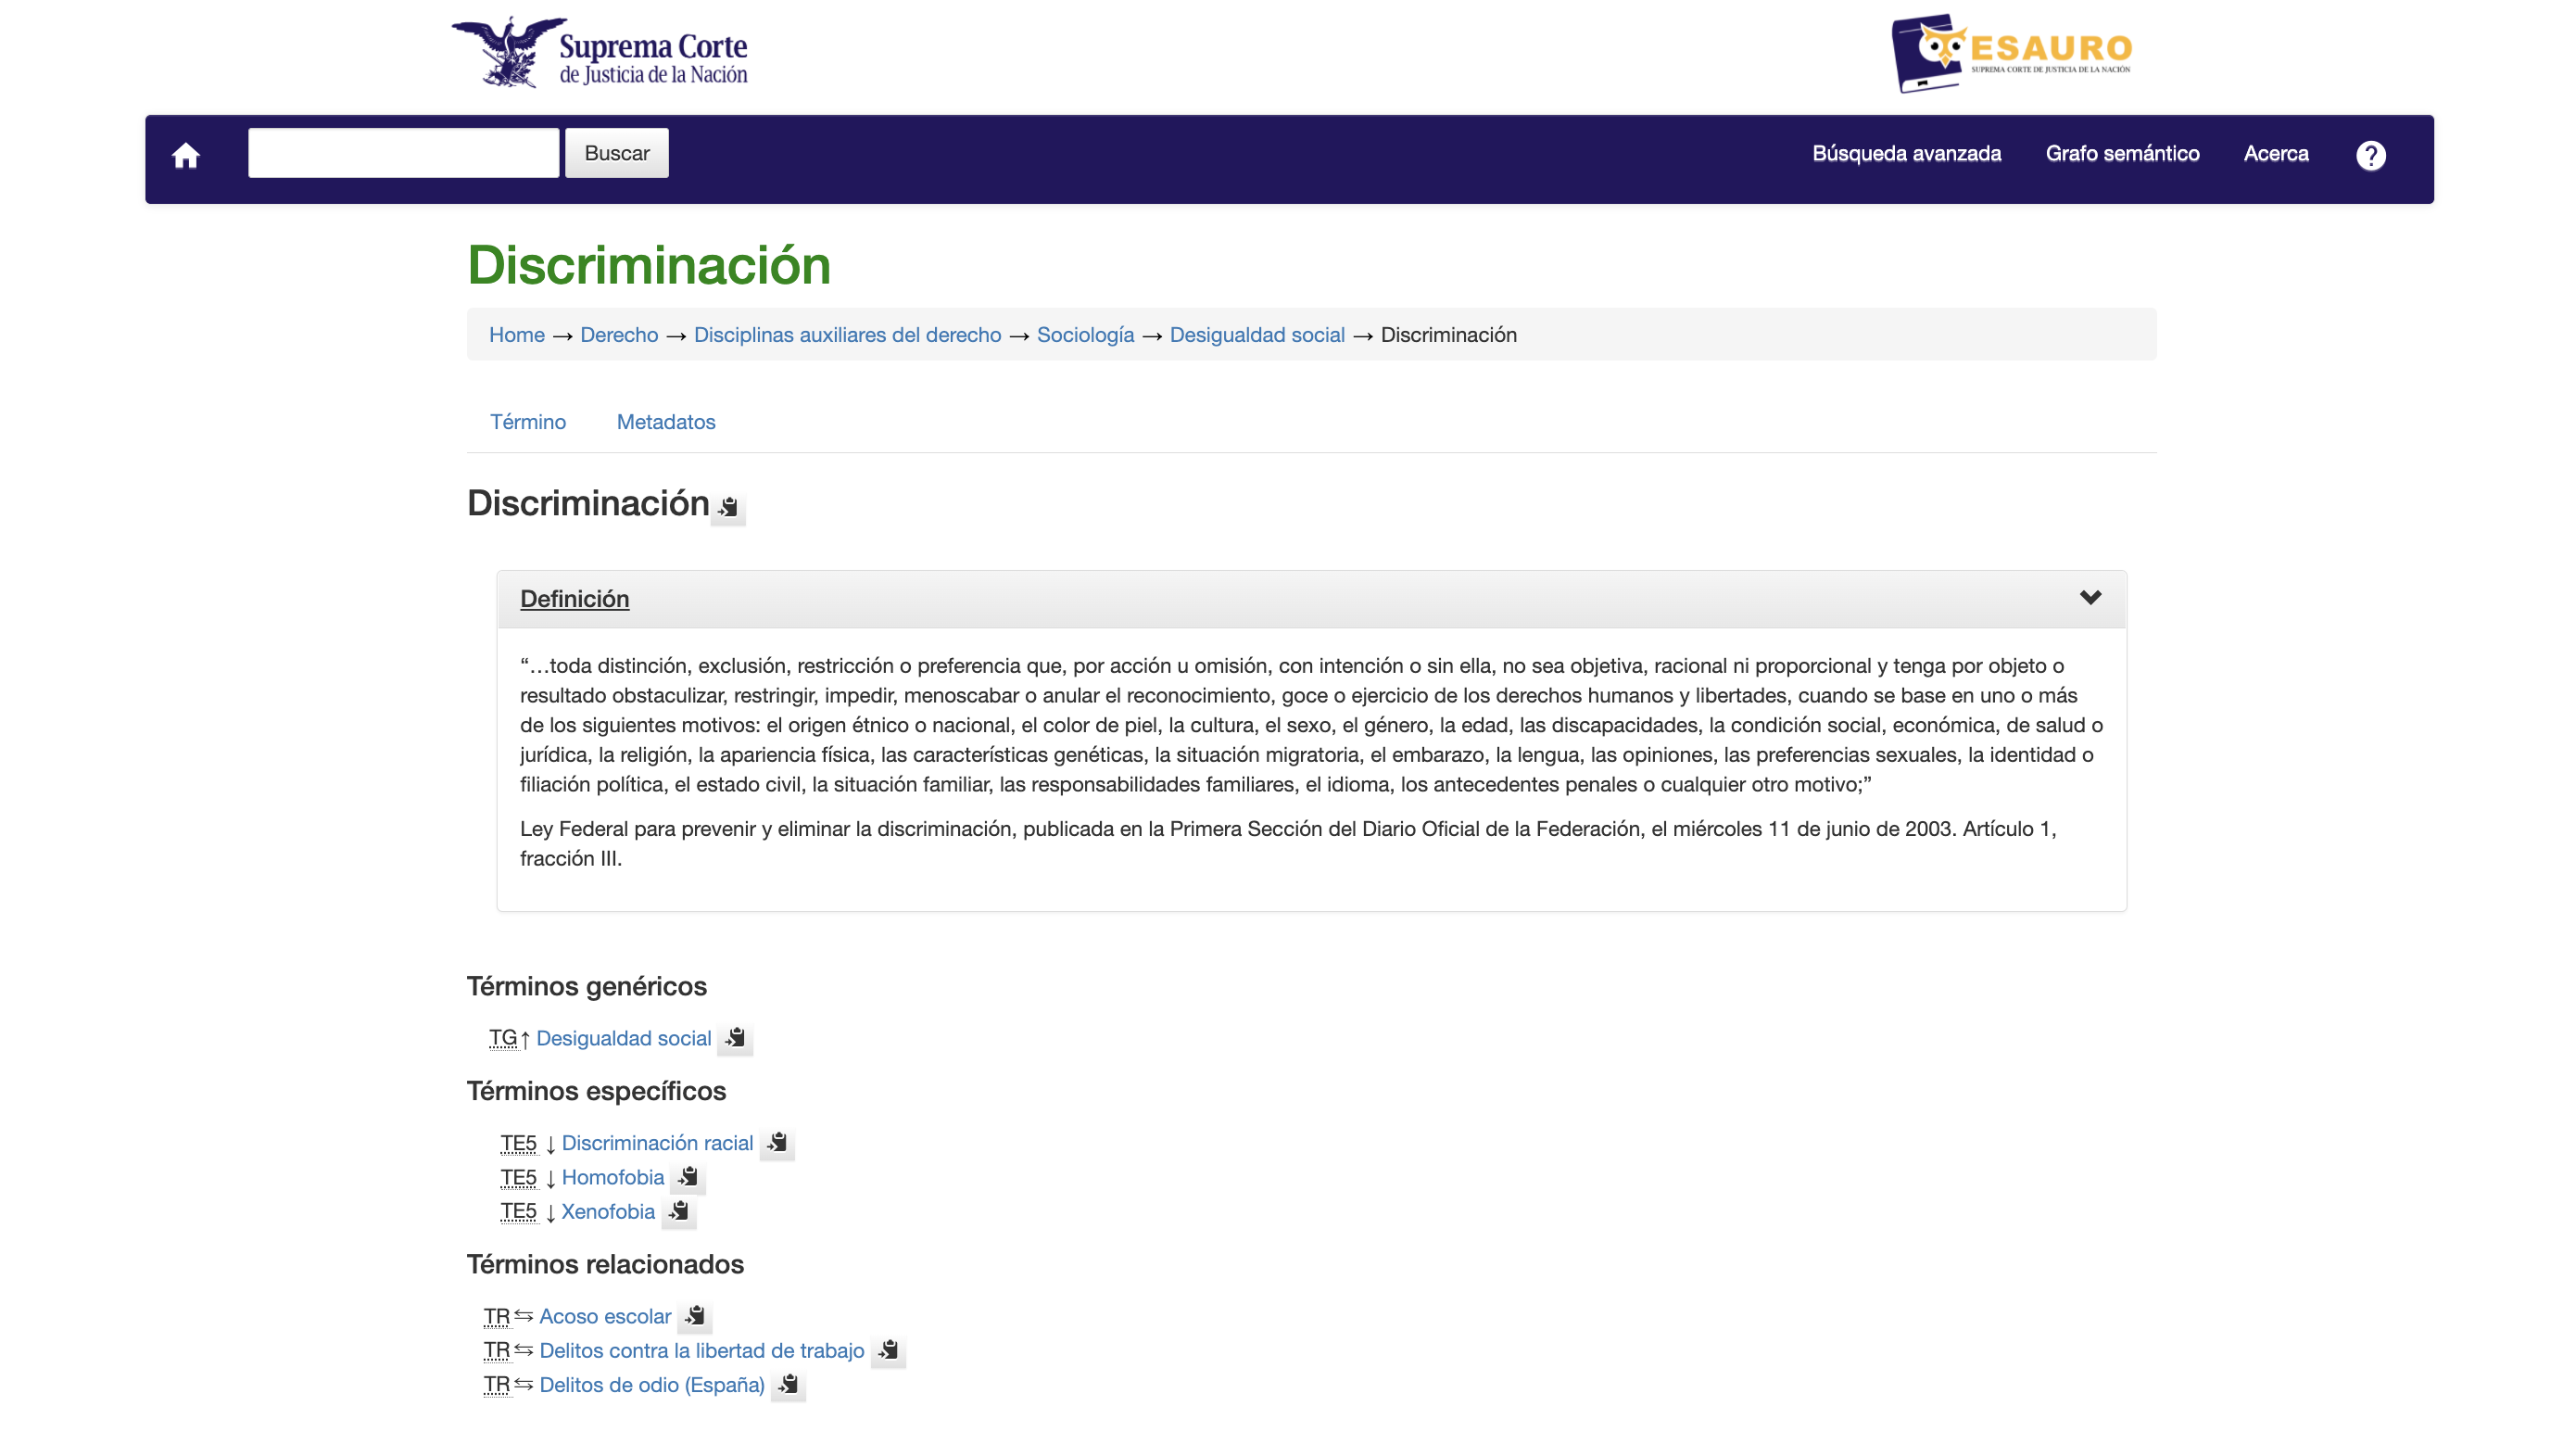 Suprema Corte
de Justicia de la Nación
ESAURO
SUPREMA CORTE DE JUSTICIA DE LA NACIÓN
Buscar
Búsqueda avanzada
Grafo semántico
Acerca
?
Discriminación
Home → Derecho → Disciplinas auxiliares del derecho → Sociología → Desigualdad social → Discriminación
Término
Metadatos
Discriminación
Definición
“…toda distinción, exclusión, restricción o preferencia que, por acción u omisión, con intención o sin ella, no sea objetiva, racional ni proporcional y tenga por objeto o
resultado obstaculizar, restringir, impedir, menoscabar o anular el reconocimiento, goce o ejercicio de los derechos humanos y libertades, cuando se base en uno o más
de los siguientes motivos: el origen étnico o nacional, el color de piel, la cultura, el sexo, el género, la edad, las discapacidades, la condición social, económica, de salud o
jurídica, la religión, la apariencia física, las características genéticas, la situación migratoria, el embarazo, la lengua, las opiniones, las preferencias sexuales, la identidad o
filiación política, el estado civil, la situación familiar, las responsabilidades familiares, el idioma, los antecedentes penales o cualquier otro motivo;”
Ley Federal para prevenir y eliminar la discriminación, publicada en la Primera Sección del Diario Oficial de la Federación, el miércoles 11 de junio de 2003. Artículo 1,
fracción III.
Términos genéricos
TG↑ Desigualdad social
Términos específicos
TE5 ↓ Discriminación racial
TE5 ↓ Homofobia
TE5 ↓ Xenofobia
Términos relacionados
TR⇆ Acoso escolar
TR⇆ Delitos contra la libertad de trabajo
TR⇆ Delitos de odio (España)